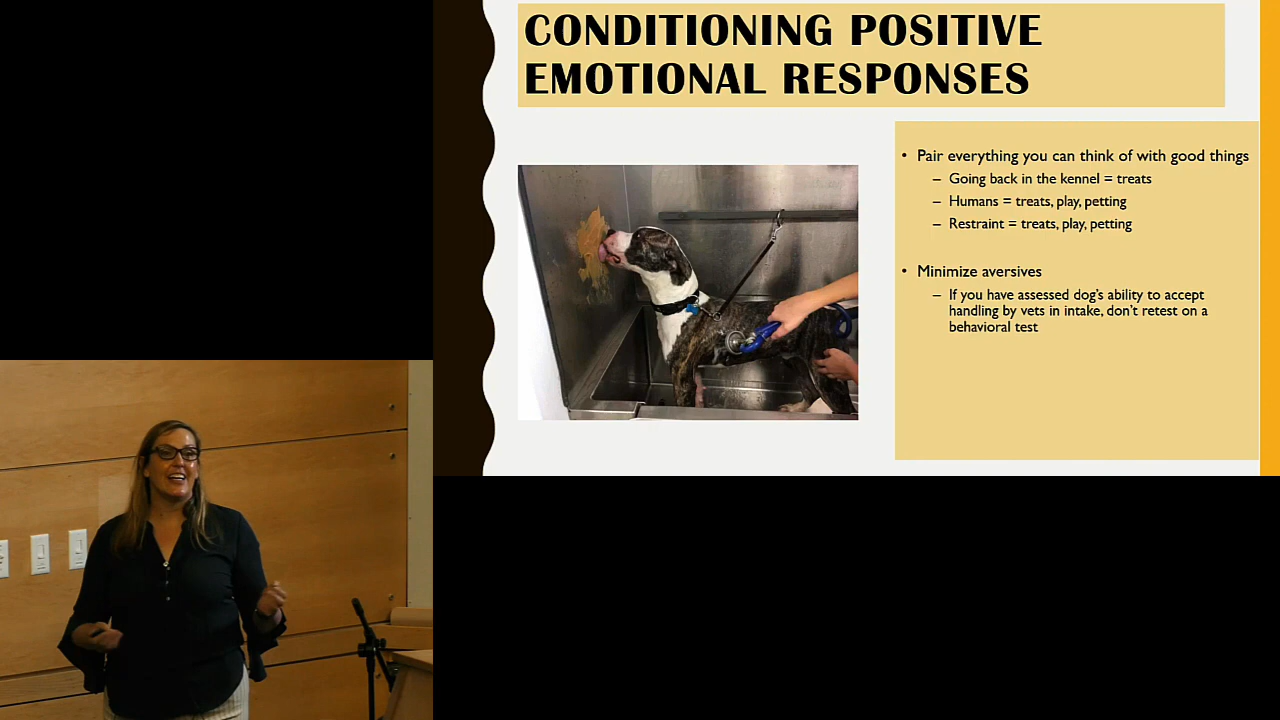 CONDITIONING POSITIVE
EMOTIONAL RESPONSES
• Pair everything you can think of with good things
– Going back in the kennel = treats
– Humans = treats, play, petting
– Restraint = treats, play, petting
• Minimize aversives
– If you have assessed dog's ability to accept
handling by vets in intake, don't retest on a
behavioral test